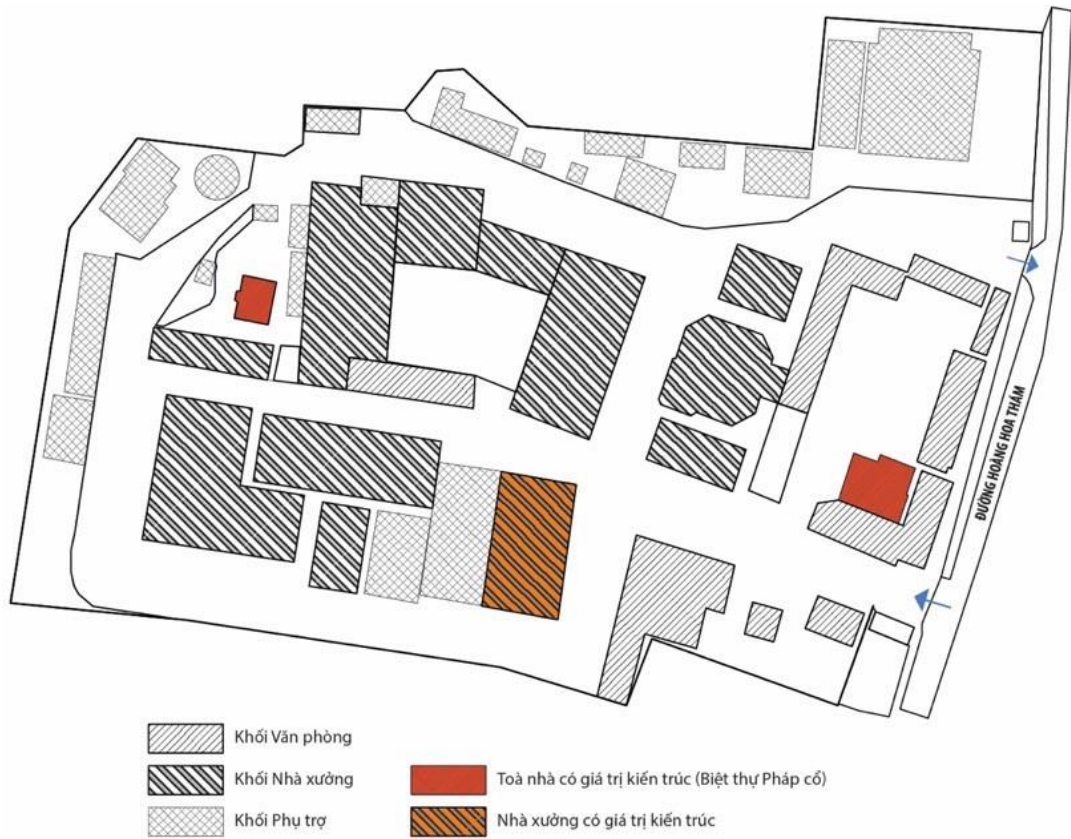 ĐƯỜNG HOÀNG HOA THÁM
Khối Văn phòng
Khối Nhà xưởng
Khối Phụ trợ
Toà nhà có giá trị kiến trúc (Biệt thự Pháp cổ)
Nhà xưởng có giá trị kiến trúc